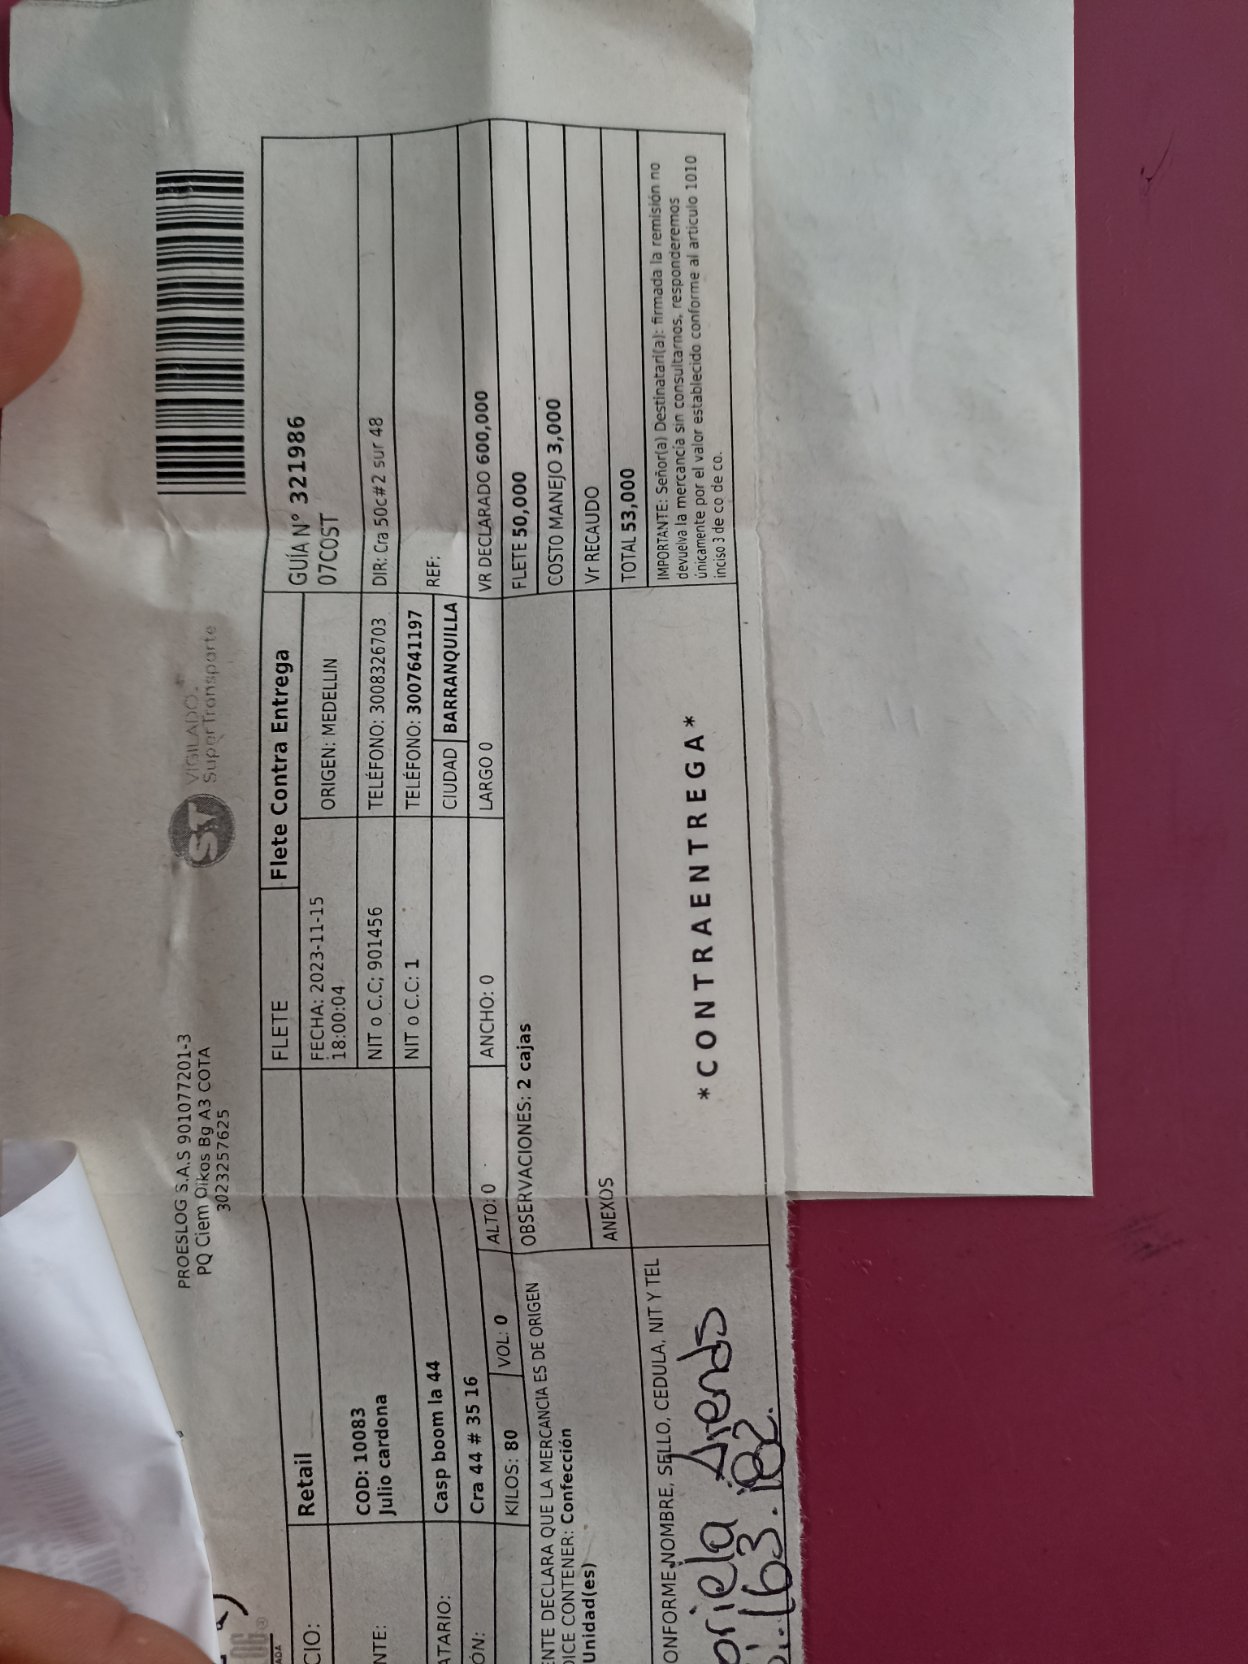 PROESLOG S.A.S 901077201-3
PQ Ciem Oikos Bg A3 COTA
3023257625
ST VIGILADO
SuperTransporte
FLETE Flete Contra Entrega
GUÍA N° 321986
07COST
CIO: Retail
FECHA: 2023-11-15
18:00:04
ORIGEN: MEDELLIN
NTE:
COD: 10083
Julio cardona
NIT o C.C; 901456
TELÉFONO: 3008326703
DIR: Cra 50c#2 sur 48
ATARIO: Casp boom la 44
NIT o C.C: 1
TELÉFONO: 3007641197
REF:
ÓN: Cra 44 # 35 16
CIUDAD BARRANQUILLA
KILOS: 80 VOL: 0 ALTO: 0 ANCHO: 0 LARGO 0
VR DECLARADO 600,000
ENTE DECLARA QUE LA MERCANCIA ES DE ORIGEN
DICE CONTENER: Confección
Unidad(es)
OBSERVACIONES: 2 cajas
FLETE 50,000
COSTO MANEJO 3,000
Vr RECAUDO
ANEXOS
TOTAL 53,000
ONFORME NOMBRE, SELLO, CEDULA, NIT Y TEL
*CONTRAENTREGA*
IMPORTANTE: Señor(a) Destinatari(a): firmada la remisión no
devuelva la mercancía sin consultarnos, responderemos
únicamente por el valor establecido conforme al articulo 1010
inciso 3 de co de co.
163.182.